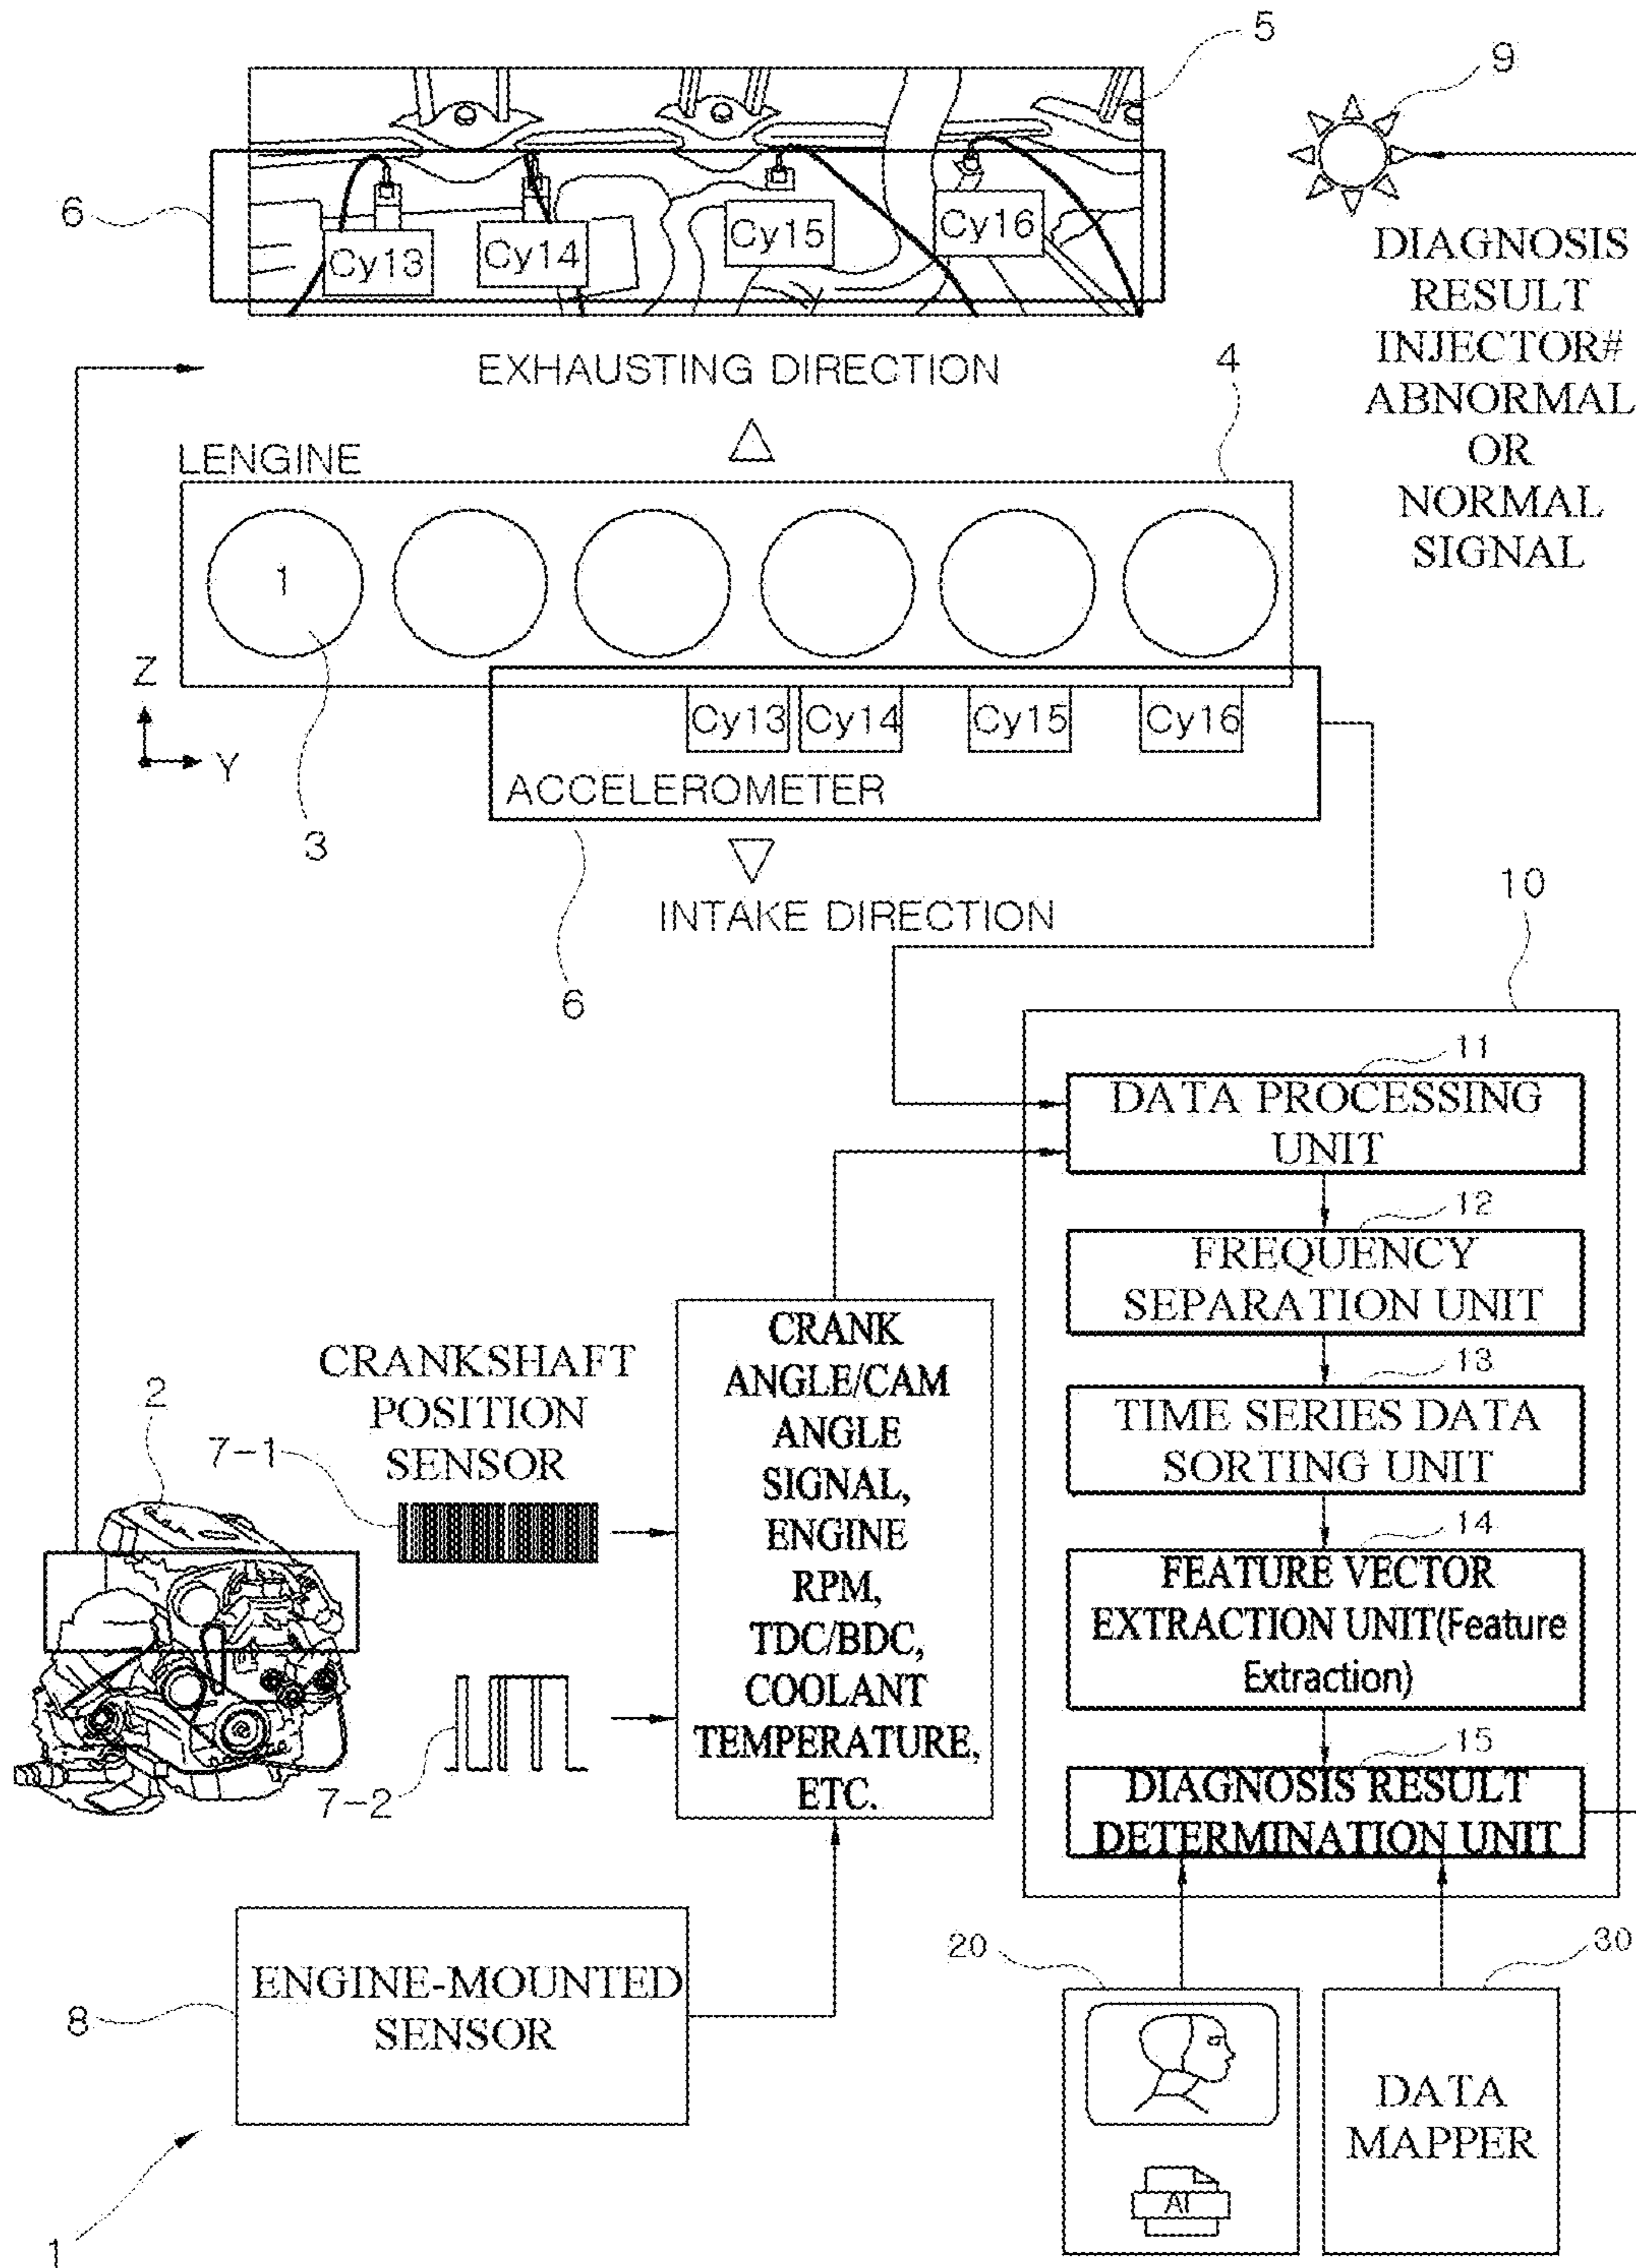 5
9
6
Cy13
Cy14
Cy15
Cy16
DIAGNOSIS
RESULT
INJECTOR#
ABNORMAL
OR
NORMAL
SIGNAL
EXHAUSTING DIRECTION
4
LENGINE
1
Z
Y
3
Cy13
Cy14
Cy15
Cy16
ACCELEROMETER
6
INTAKE DIRECTION
10
11
DATA PROCESSING
UNIT
12
FREQUENCY
SEPARATION UNIT
13
TIME SERIES DATA
SORTING UNIT
14
FEATURE VECTOR
EXTRACTION UNIT(Feature
Extraction)
15
DIAGNOSIS RESULT
DETERMINATION UNIT
2
CRANKSHAFT
POSITION
SENSOR
7-1
7-2
CRANK
ANGLE/CAM
ANGLE
SIGNAL,
ENGINE
RPM,
TDC/BDC,
COOLANT
TEMPERATURE,
ETC.
8
ENGINE-MOUNTED
SENSOR
20
AI
30
DATA
MAPPER
1